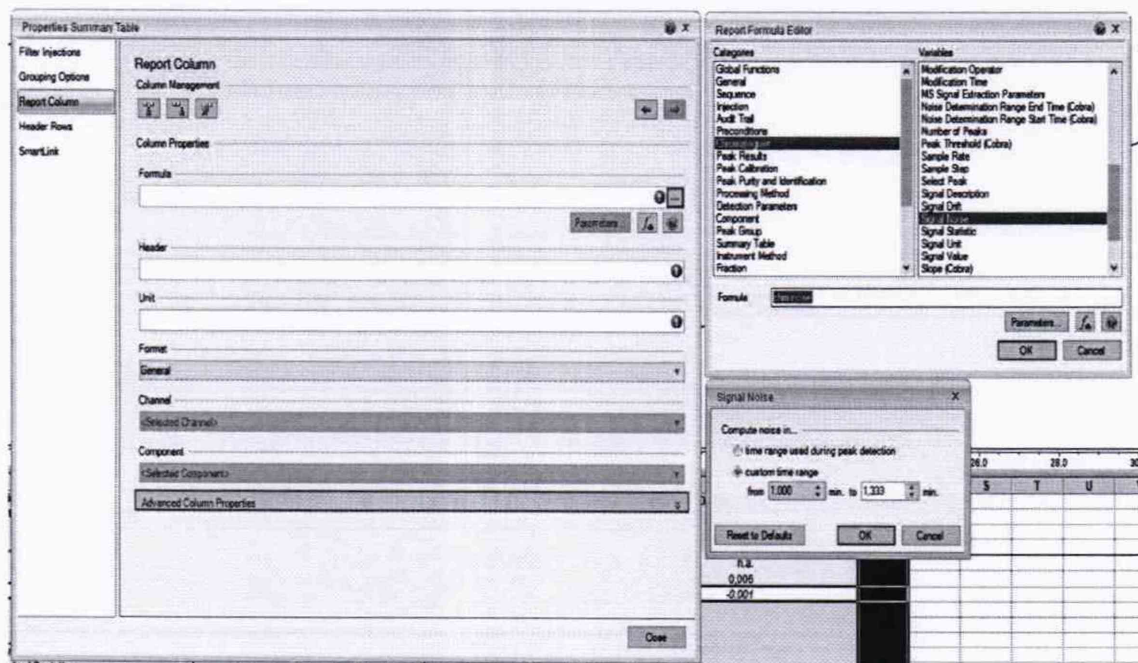 Properties Summary Table
Filter Injections
Grouping Options
Report Column
Header Rows
SmartLink
Report Column
Column Management
Column Properties
Formula
Parameters...
Header
Unit
Format
General
Channel
<Selected Channel>
Component
<Selected Component>
Advanced Column Properties
Close
Report Formula Editor
Categories
Global Functions
General
Sequence
Injection
Audit Trail
Preconditions
Chromatogram
Peak Results
Peak Calibration
Peak Purity and Identification
Processing Method
Detection Parameters
Component
Peak Group
Summary Table
Instrument Method
Fraction
Variables
Modification Operator
Modification Time
MS Signal Extraction Parameters
Noise Determination Range End Time (Cobra)
Noise Determination Range Start Time (Cobra)
Number of Peaks
Peak Threshold (Cobra)
Sample Rate
Sample Step
Select Peak
Signal Description
Signal Drift
Signal Noise
Signal Statistic
Signal Unit
Signal Value
Slope (Cobra)
Formula
Parameters...
OK
Cancel
Signal Noise
Compute noise in...
time range used during peak detection
custom time range
from 1,000 min. to 1,333 min.
Reset to Defaults
OK
Cancel
26.0 28.0
S T U
n.a.
0,006
-0,001